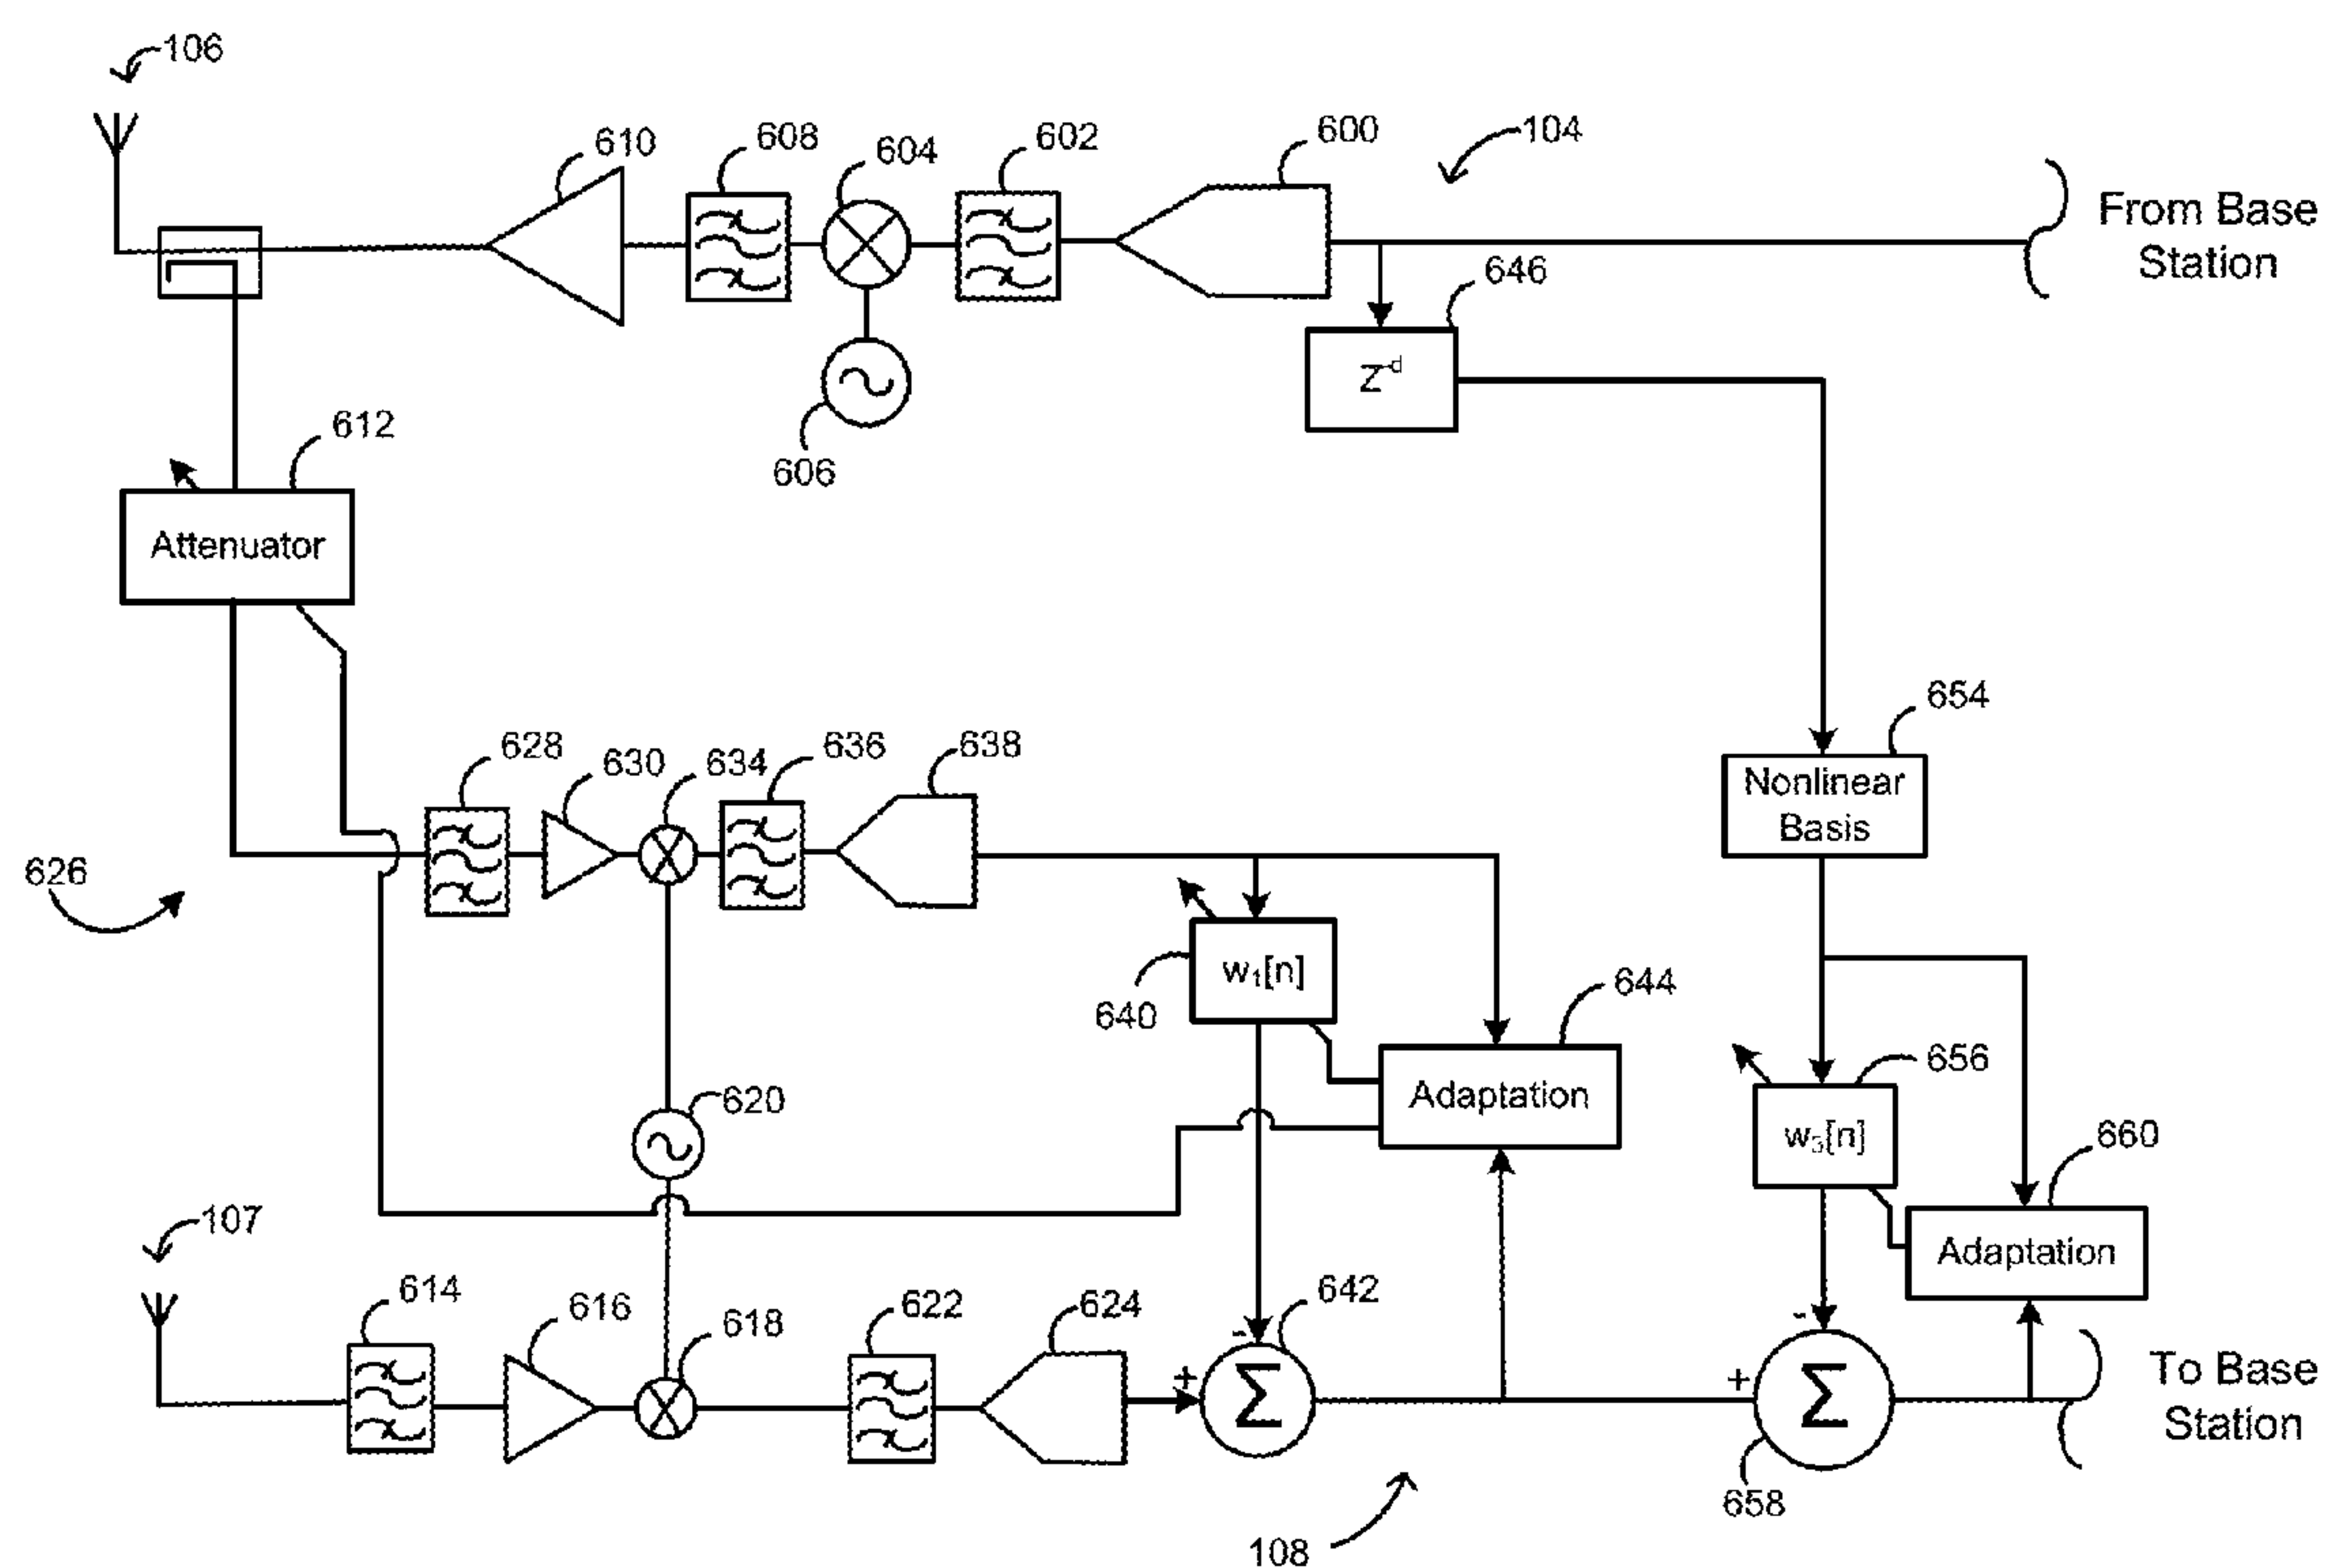 106
610
608
604
602
600
104
From Base
Station
646
Z⁻ᵈ
606
612
Attenuator
654
Nonlinear
Basis
628
630
634
636
638
626
w₁[n]
640
644
Adaptation
656
w₃[n]
620
660
Adaptation
107
614
616
618
622
624
642
-
+
Σ
-
+
Σ
To Base
Station
658
108